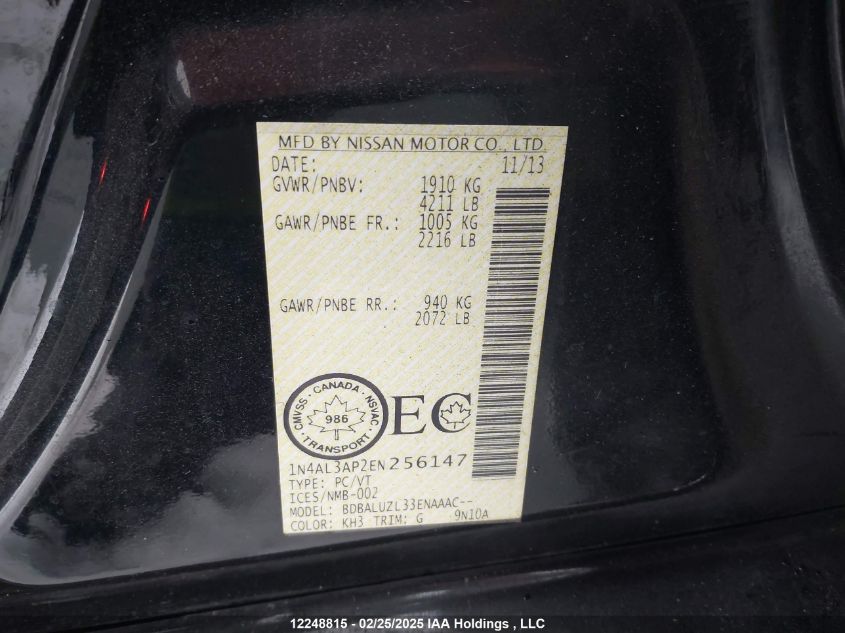 MFD BY NISSAN MOTOR CO., LTD.
DATE: 11/13
GVWR/PNBV: 1910 KG
4211 LB
GAWR/PNBE FR.: 1005 KG
2216 LB
GAWR/PNBE RR.: 940 KG
2072 LB
CMVSS · CANADA · NSVAC
986
TRANSPORT
EC
1N4AL3AP2EN256147
TYPE: PC/VT
ICES/NMB-002
MODEL: BDBALUZL33ENAAAC--
COLOR: KH3 TRIM: G 9N10A
12248815 - 02/25/2025 IAA Holdings , LLC